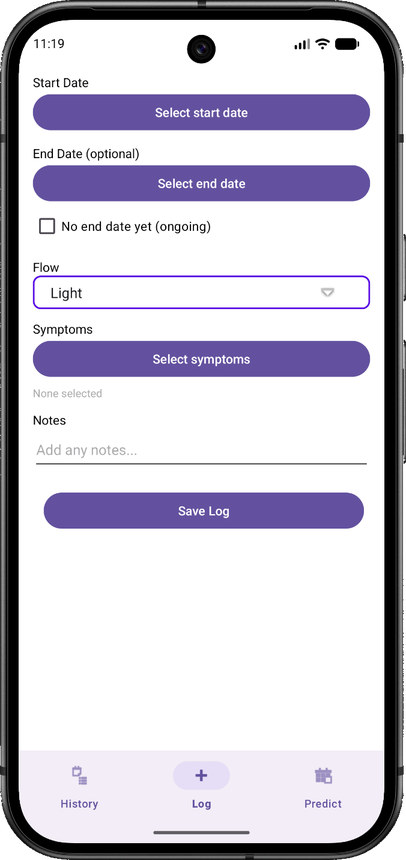 11:19
Start Date
Select start date
End Date (optional)
Select end date
No end date yet (ongoing)
Flow
Light
Symptoms
Select symptoms
None selected
Notes
Add any notes...
Save Log
History
Log
Predict